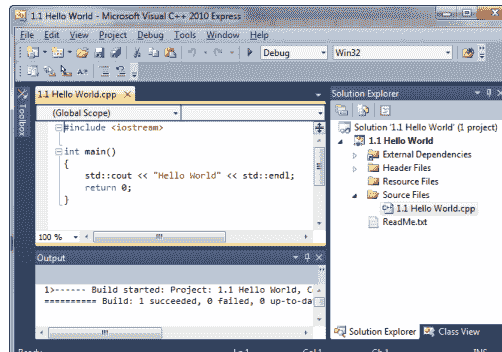 1.1 Hello World - Microsoft Visual C++ 2010 Express
File Edit View Project Debug Tools Window Help
Debug Win32
Toolbox
1.1 Hello World.cpp
(Global Scope)
#include <iostream>
int main()
{
std::cout << "Hello World" << std::endl;
return 0;
}
100 %
Output
1>------ Build started: Project: 1.1 Hello World, C
========== Build: 1 succeeded, 0 failed, 0 up-to-da
Solution Explorer
Solution '1.1 Hello World' (1 project)
1.1 Hello World
External Dependencies
Header Files
Resource Files
Source Files
1.1 Hello World.cpp
ReadMe.txt
Solution Explorer Class View